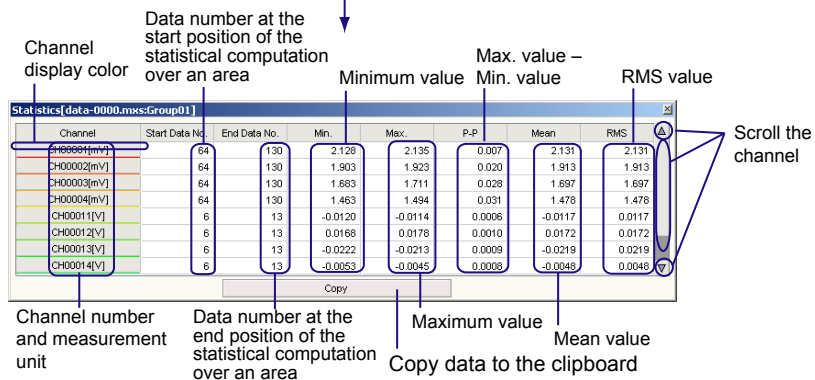 Data number at the
start position of the
statistical computation
over an area
Channel
display color
Minimum value
Max. value –
Min. value
RMS value
Statistics[data-0000.mxs:Group01]
Channel Start Data No. End Data No. Min. Max. P-P Mean RMS
CH00001[mV] 64 130 2.128 2.135 0.007 2.131 2.131
CH00002[mV] 64 130 1.903 1.923 0.020 1.913 1.913
CH00003[mV] 64 130 1.683 1.711 0.028 1.697 1.697
CH00004[mV] 64 130 1.463 1.494 0.031 1.478 1.478
CH00011[V] 6 13 -0.0120 -0.0114 0.0006 -0.0117 0.0117
CH00012[V] 6 13 0.0168 0.0178 0.0010 0.0172 0.0172
CH00013[V] 6 13 -0.0222 -0.0213 0.0009 -0.0219 0.0219
CH00014[V] 6 13 -0.0053 -0.0045 0.0008 -0.0048 0.0048
Copy
Scroll the
channel
Channel number
and measurement
unit
Data number at the
end position of the
statistical computation
over an area
Maximum value
Mean value
Copy data to the clipboard